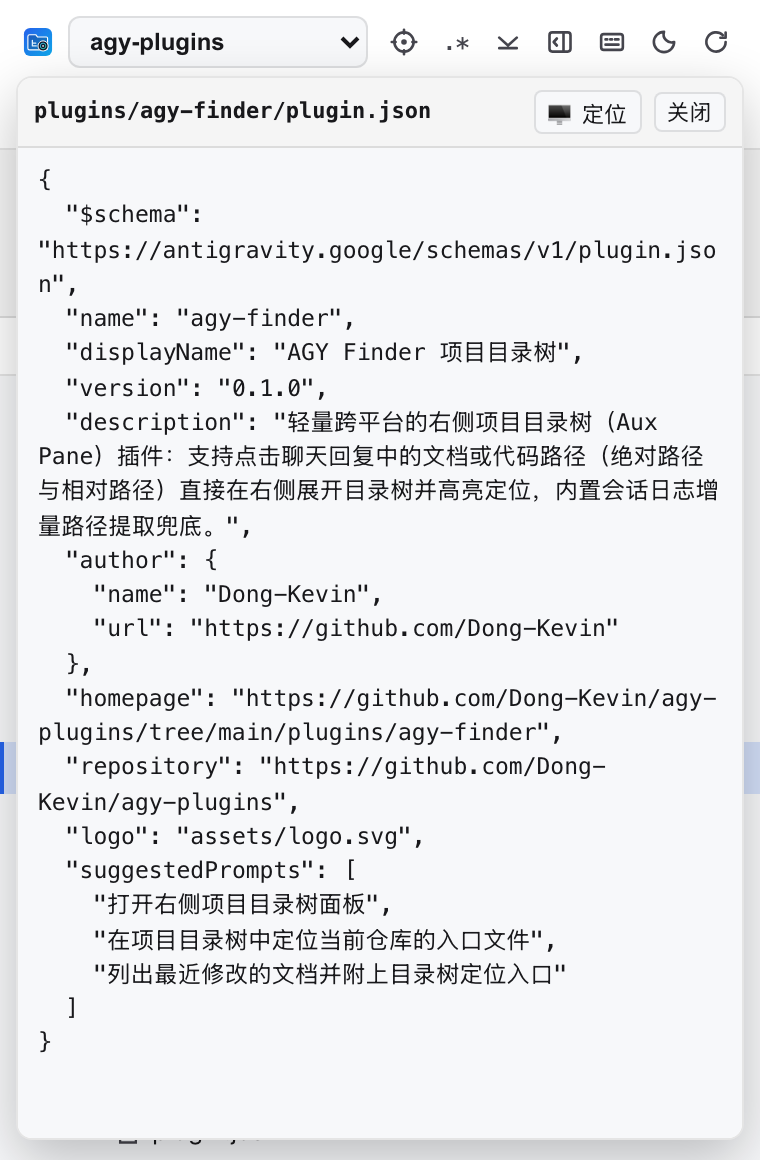 agy-plugins
.*
plugins/agy-finder/plugin.json
定位
关闭
{
  "$schema":
"https://antigravity.google/schemas/v1/plugin.jso
n",
  "name": "agy-finder",
  "displayName": "AGY Finder 项目目录树",
  "version": "0.1.0",
  "description": "轻量跨平台的右侧项目目录树（Aux
Pane）插件：支持点击聊天回复中的文档或代码路径（绝对路径
与相对路径）直接在右侧展开目录树并高亮定位，内置会话日志增
量路径提取兜底。",
  "author": {
    "name": "Dong-Kevin",
    "url": "https://github.com/Dong-Kevin"
  },
  "homepage": "https://github.com/Dong-Kevin/agy-
plugins/tree/main/plugins/agy-finder",
  "repository": "https://github.com/Dong-
Kevin/agy-plugins",
  "logo": "assets/logo.svg",
  "suggestedPrompts": [
    "打开右侧项目目录树面板",
    "在项目目录树中定位当前仓库的入口文件",
    "列出最近修改的文档并附上目录树定位入口"
  ]
}